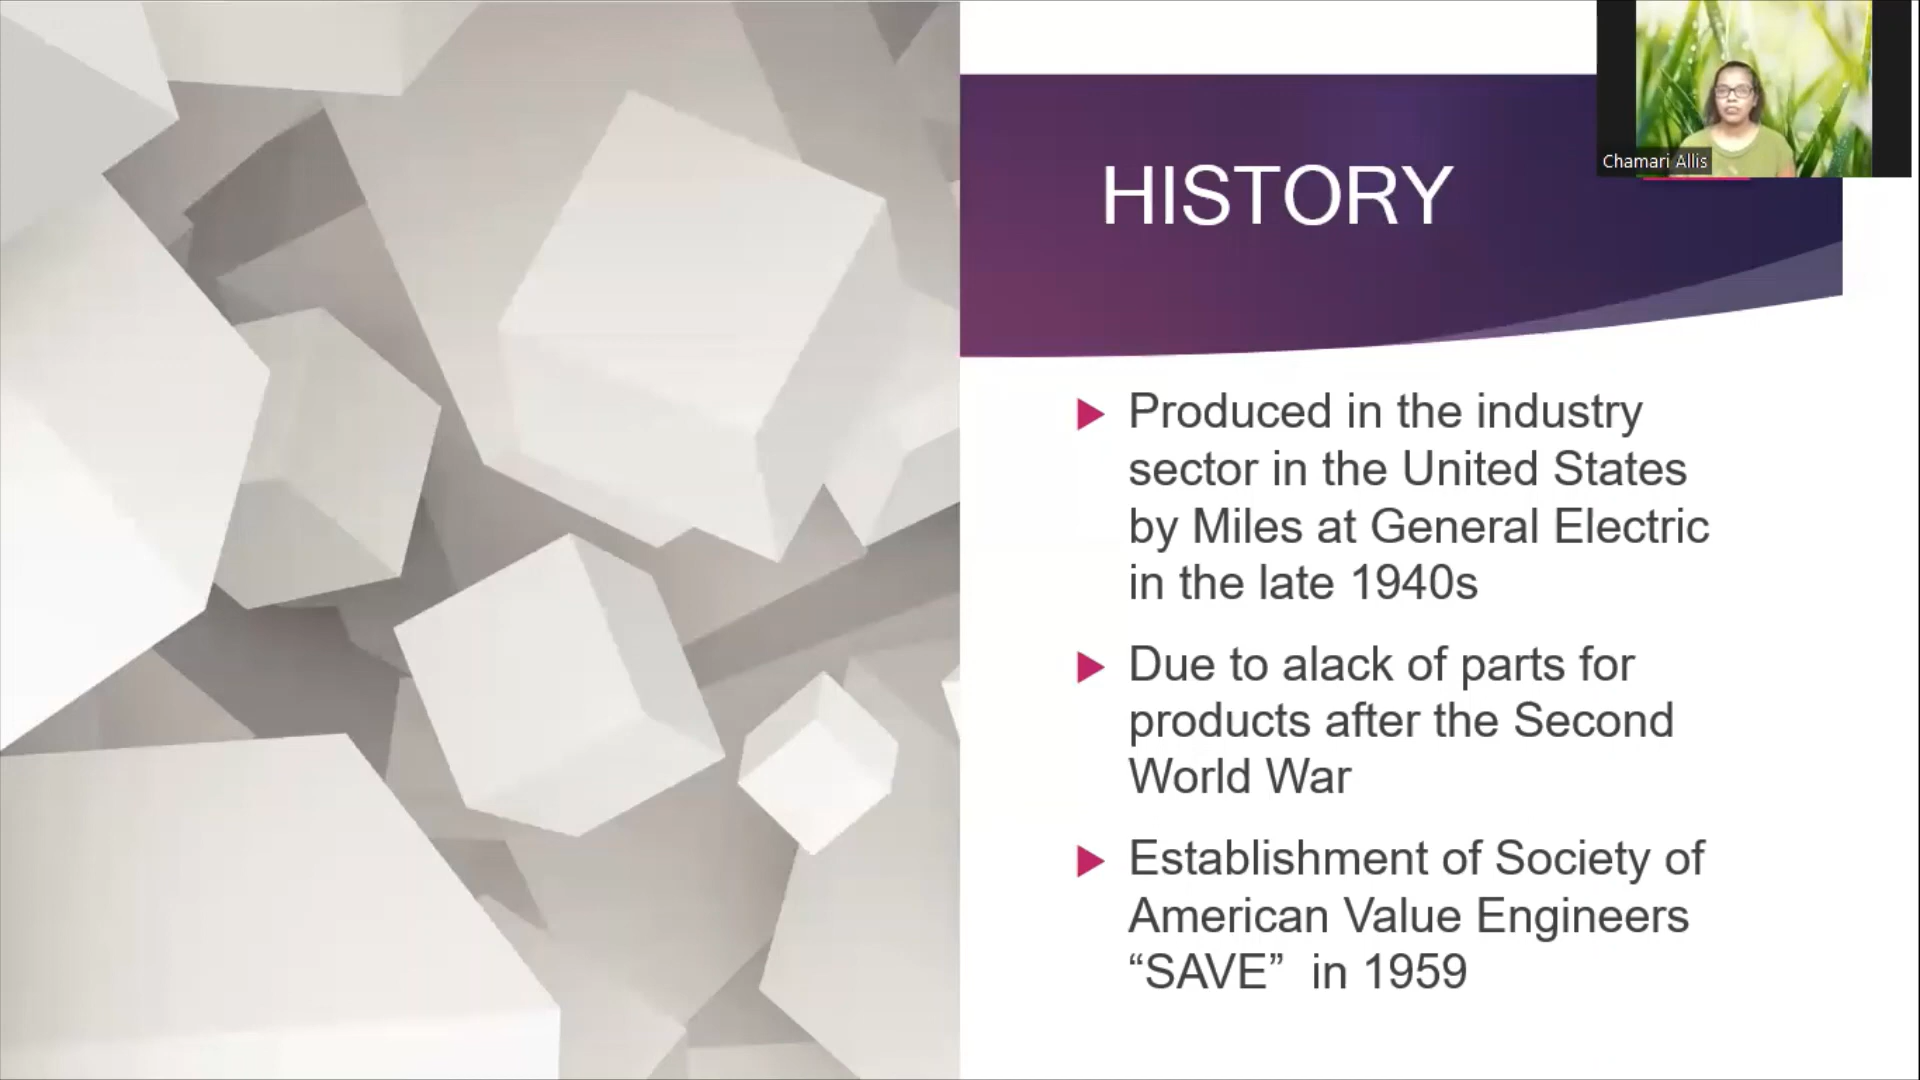 HISTORY
Chamari Allis
Produced in the industry
sector in the United States
by Miles at General Electric
in the late 1940s
Due to alack of parts for
products after the Second
World War
Establishment of Society of
American Value Engineers
“SAVE”  in 1959